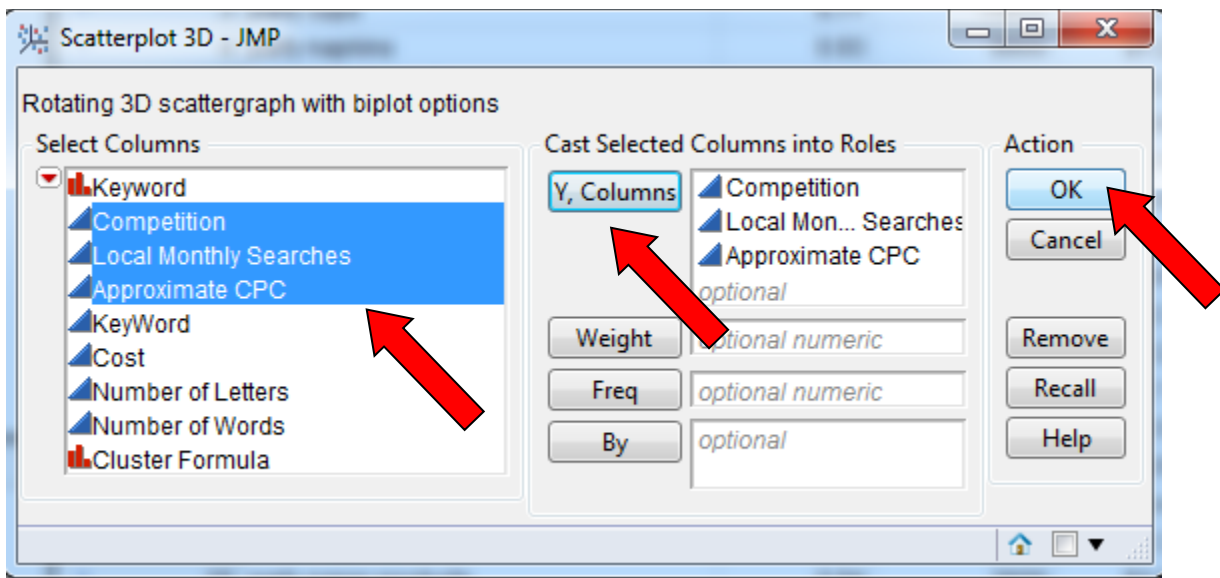 Scatterplot 3D - JMP
Rotating 3D scattergraph with biplot options
Select Columns
Keyword
Competition
Local Monthly Searches
Approximate CPC
KeyWord
Cost
Number of Letters
Number of Words
Cluster Formula
Cast Selected Columns into Roles
Y, Columns
Competition
Local Mon... Searches
Approximate CPC
optional
Weight
optional numeric
Freq
optional numeric
By
optional
Action
OK
Cancel
Remove
Recall
Help